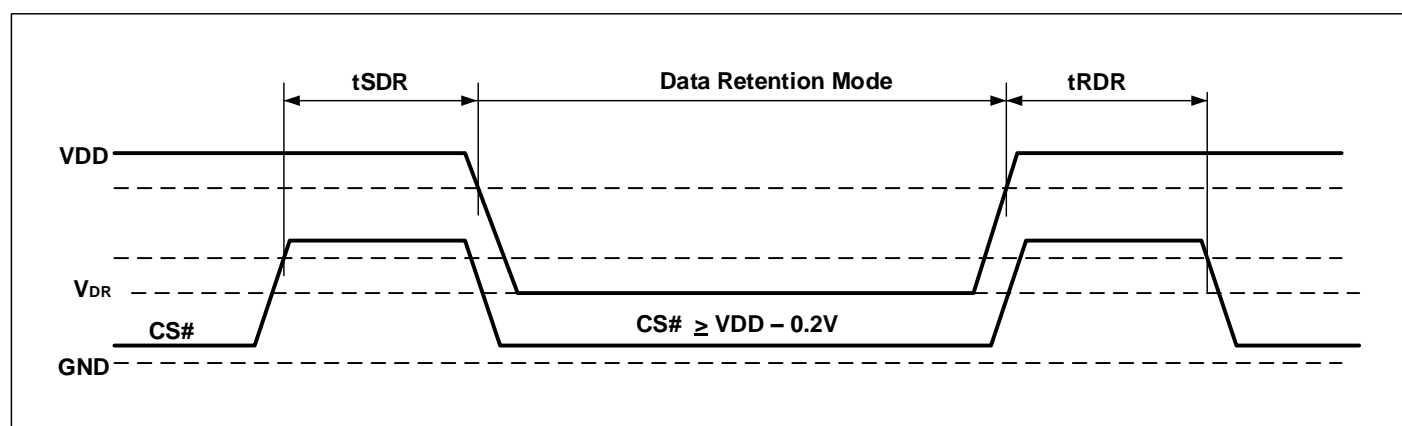 tSDR Data Retention Mode tRDR
VDD
VDR
CS# CS# ≥ VDD – 0.2V
GND